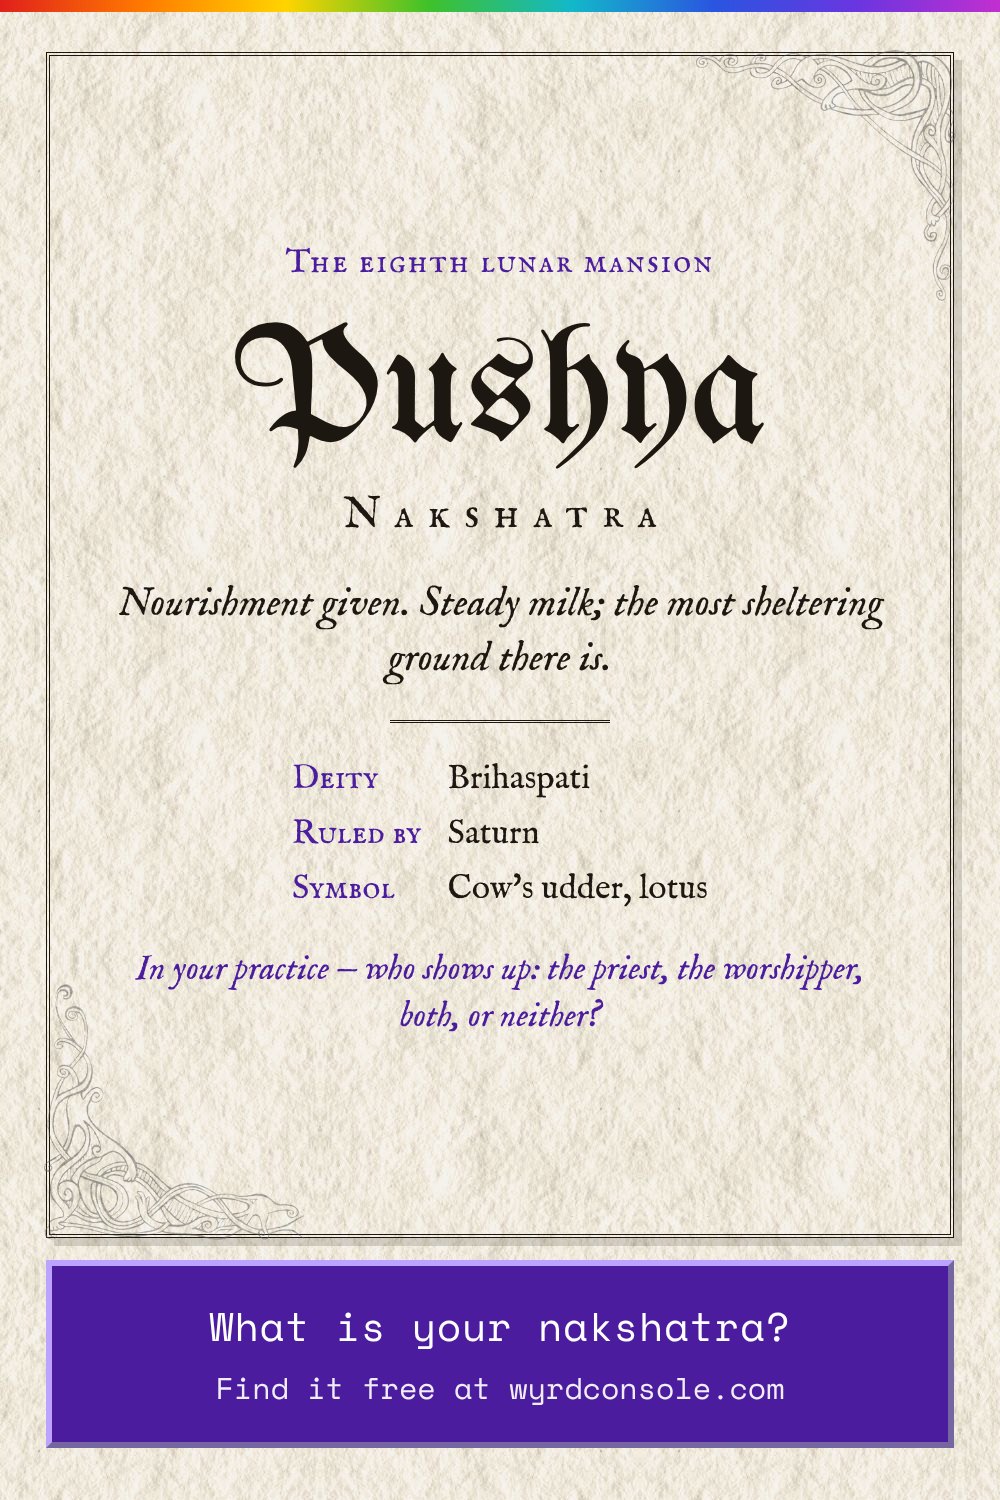 The eighth lunar mansion
Pushya
Nakshatra
Nourishment given. Steady milk; the most sheltering
ground there is.
Deity Brihaspati
Ruled by Saturn
Symbol Cow’s udder, lotus
In your practice — who shows up: the priest, the worshipper,
both, or neither?
What is your nakshatra?
Find it free at wyrdconsole.com